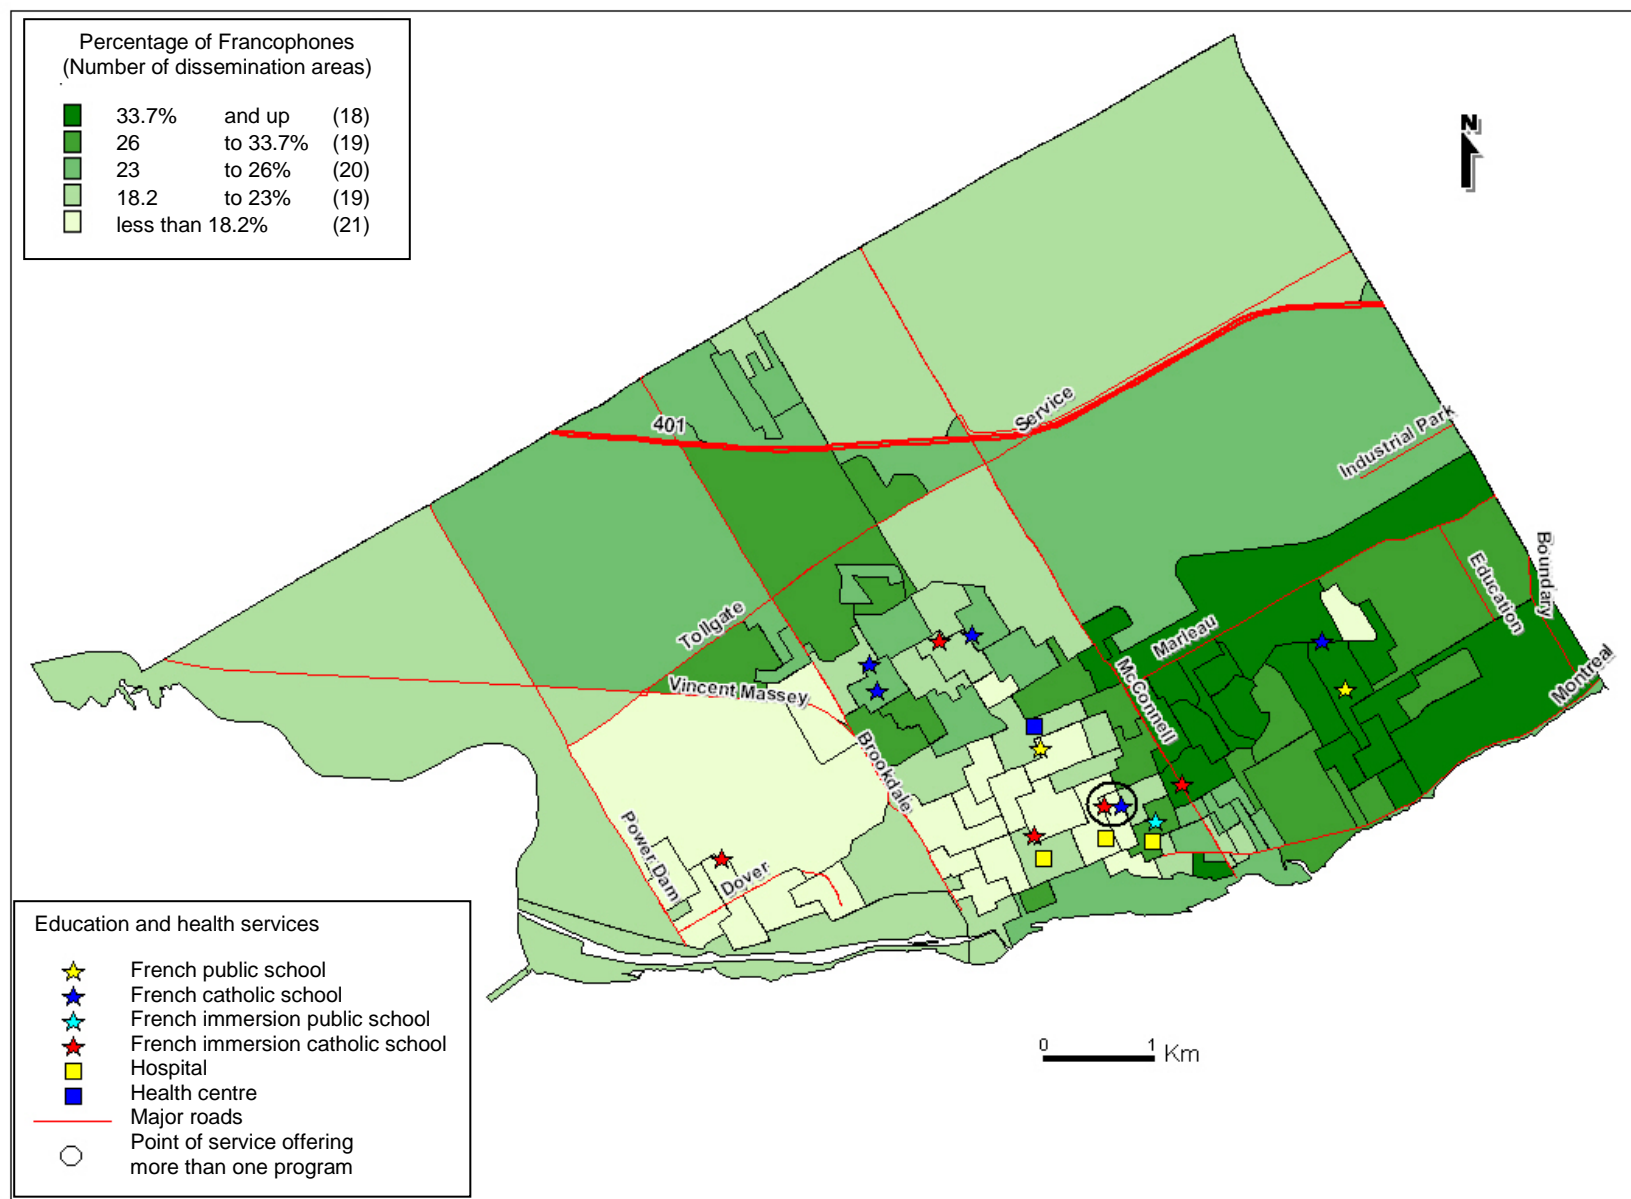 Percentage of Francophones
(Number of dissemination areas)
33.7% and up (18)
26 to 33.7% (19)
23 to 26% (20)
18.2 to 23% (19)
less than 18.2% (21)
N
401
Service
Industrial Park
Boundary
Education
Tollgate
Marleau
McConnell
Montreal
Vincent Massey
Brookdale
Power Dam
Dover
Education and health services
French public school
French catholic school
French immersion public school
French immersion catholic school
Hospital
Health centre
Major roads
Point of service offering
more than one program
0 1 Km